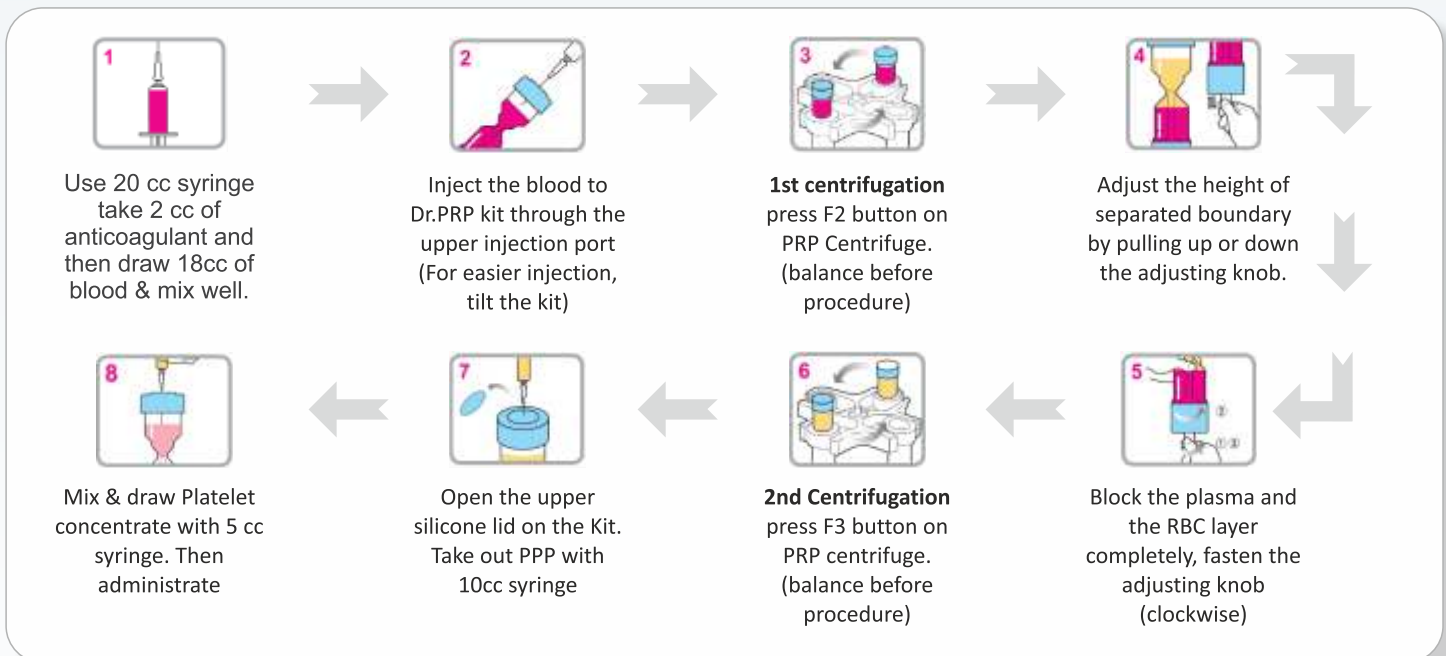 1
Use 20 cc syringe
take 2 cc of
anticoagulant and
then draw 18cc of
blood & mix well.
2
Inject the blood to
Dr.PRP kit through the
upper injection port
(For easier injection,
tilt the kit)
3
1st centrifugation
press F2 button on
PRP Centrifuge.
(balance before
procedure)
4
Adjust the height of
separated boundary
by pulling up or down
the adjusting knob.
5
②
①③
Block the plasma and
the RBC layer
completely, fasten the
adjusting knob
(clockwise)
6
2nd Centrifugation
press F3 button on
PRP centrifuge.
(balance before
procedure)
7
Open the upper
silicone lid on the Kit.
Take out PPP with
10cc syringe
8
Mix & draw Platelet
concentrate with 5 cc
syringe. Then
administrate